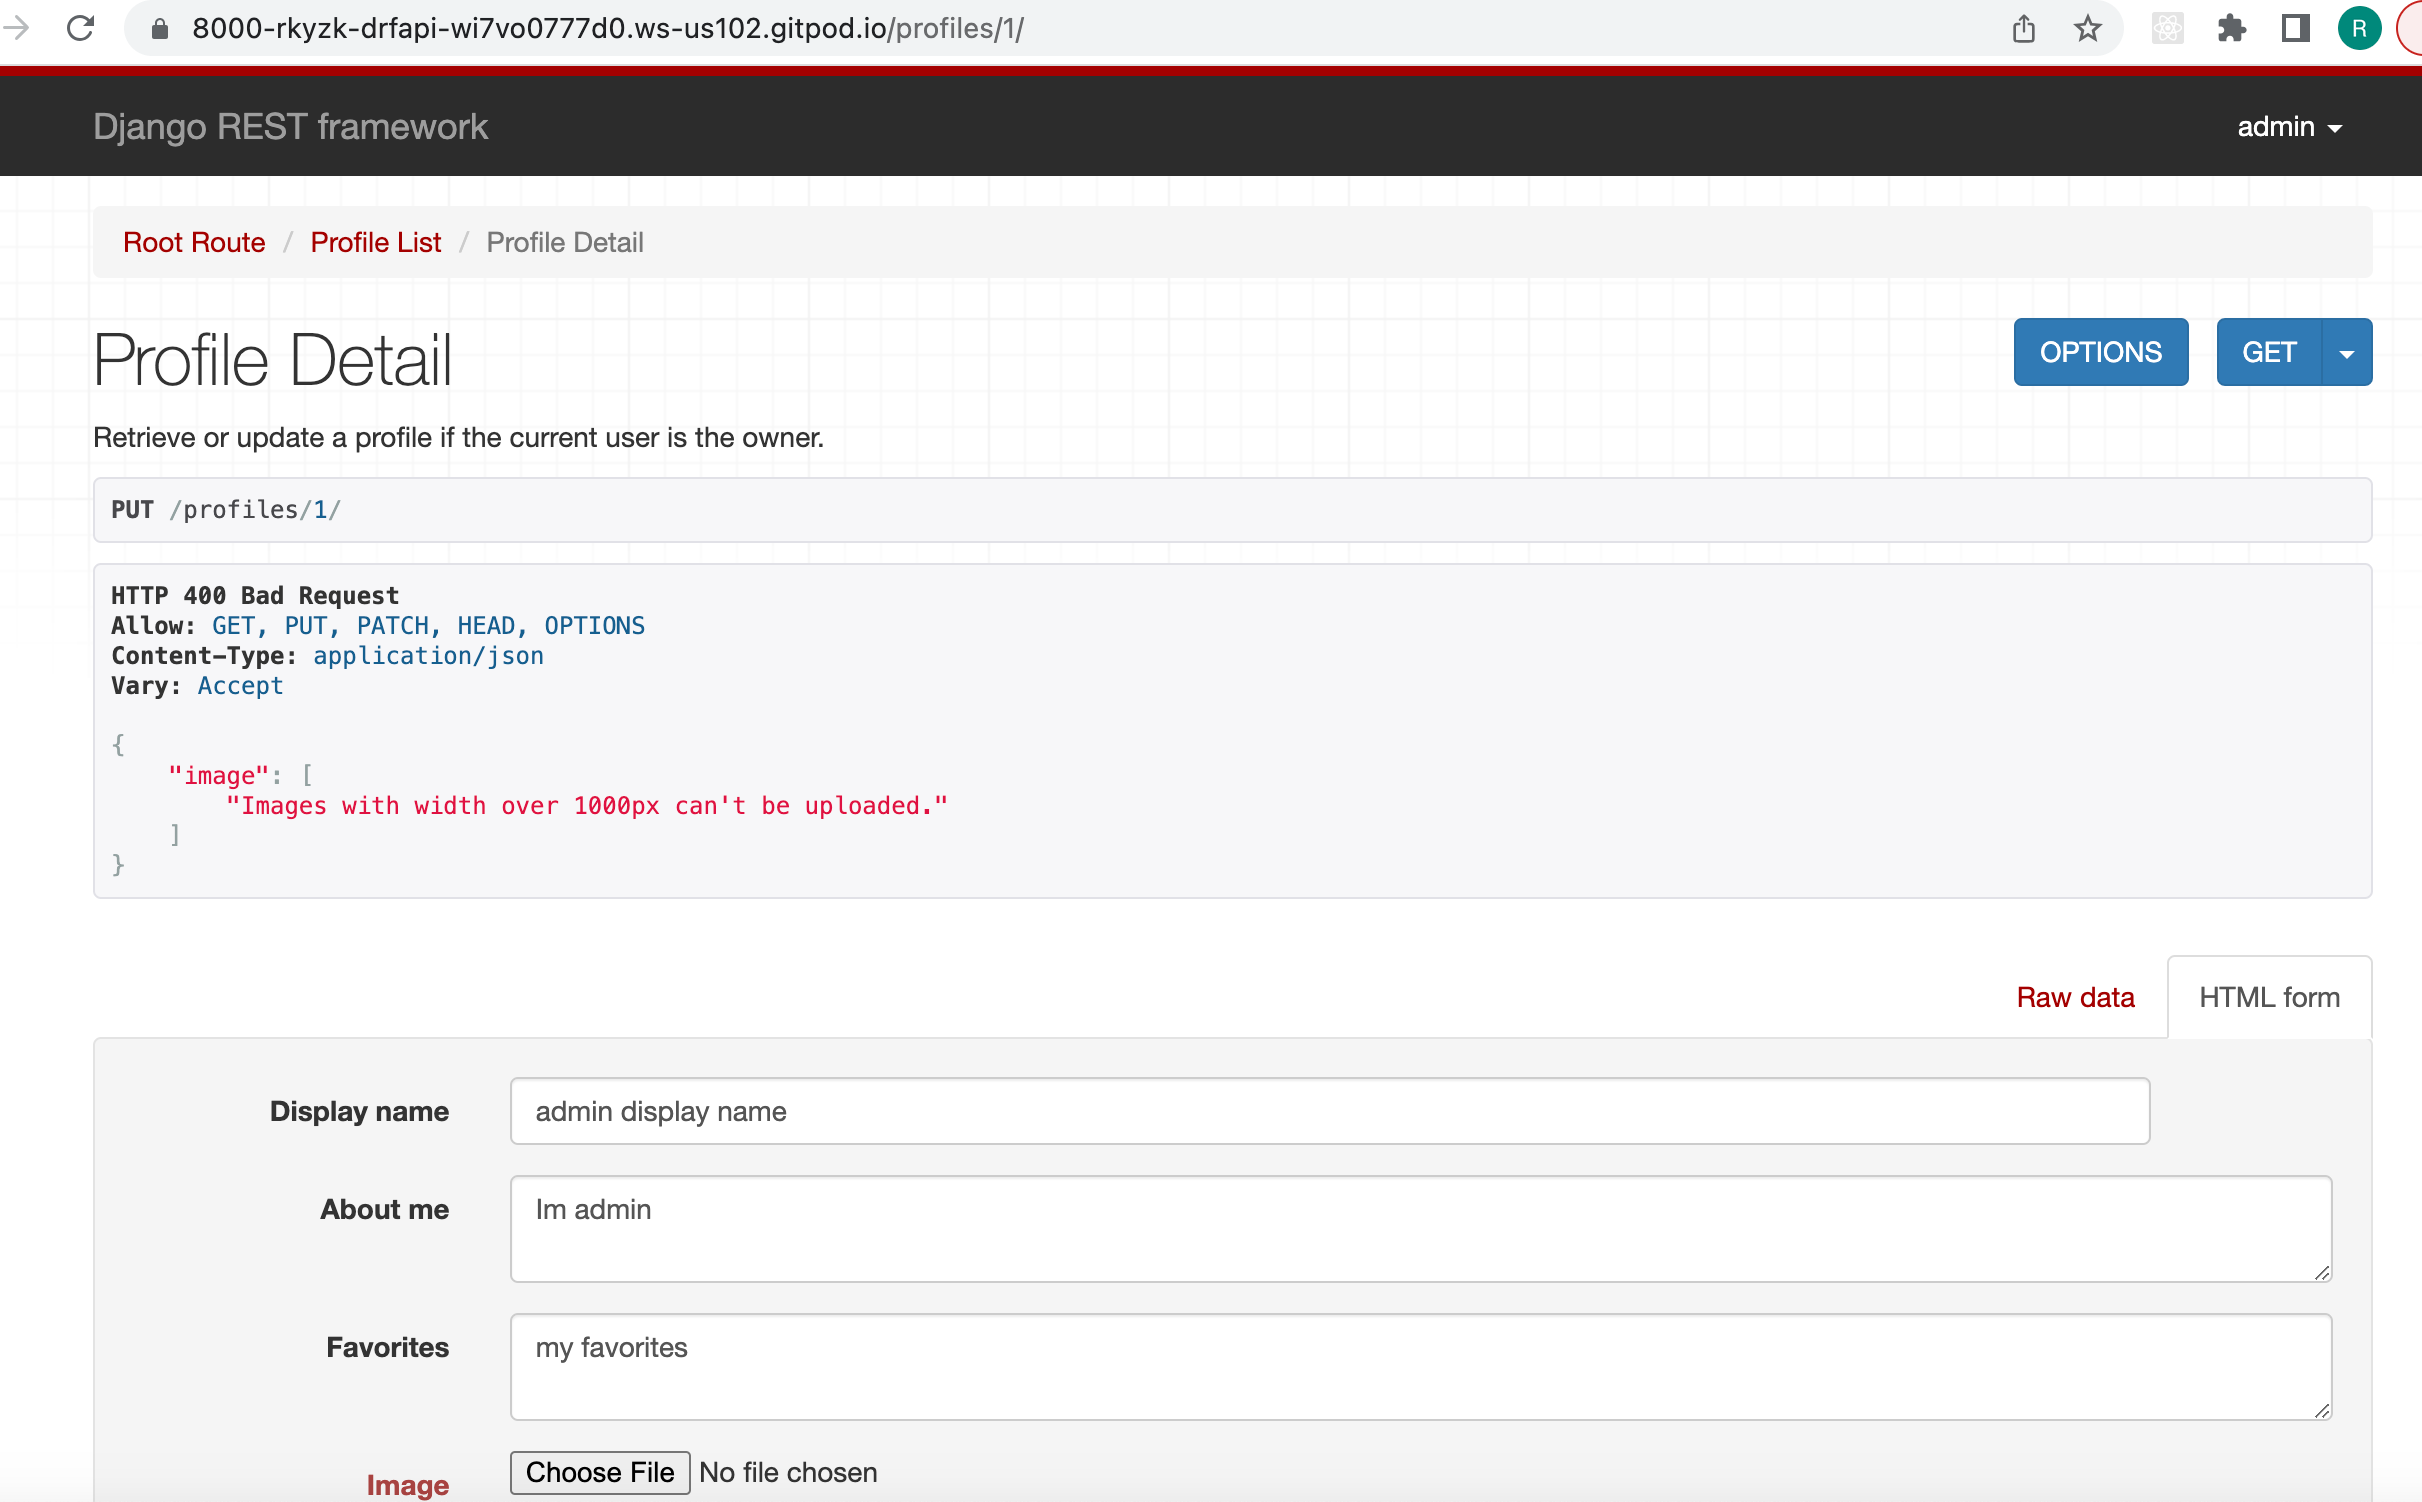 8000-rkyzk-drfapi-wi7vo0777d0.ws-us102.gitpod.io/profiles/1/
R
Django REST framework
admin
Root Route / Profile List / Profile Detail
Profile Detail
OPTIONS
GET
Retrieve or update a profile if the current user is the owner.
PUT /profiles/1/
HTTP 400 Bad Request
Allow: GET, PUT, PATCH, HEAD, OPTIONS
Content-Type: application/json
Vary: Accept
{
    "image": [
        "Images with width over 1000px can't be uploaded."
    ]
}
Raw data
HTML form
Display name
admin display name
About me
Im admin
Favorites
my favorites
Image
Choose File No file chosen